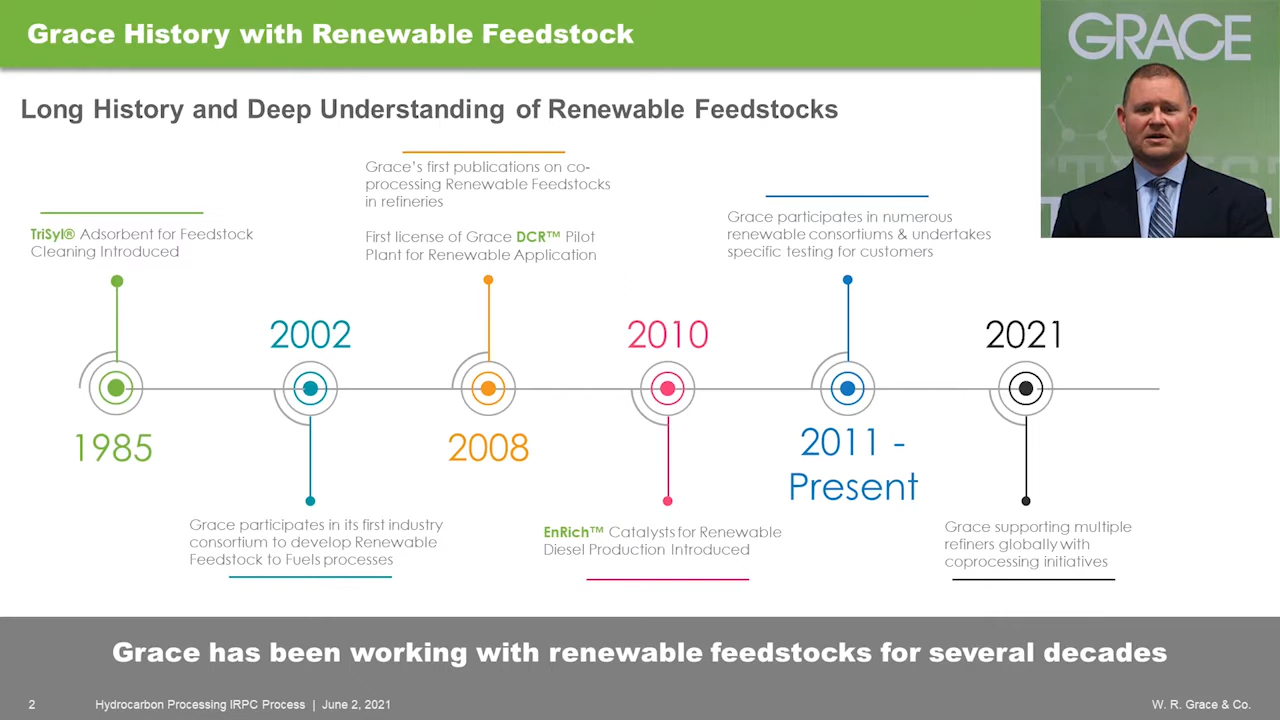 Grace History with Renewable Feedstock
GRACE
Long History and Deep Understanding of Renewable Feedstocks
TriSyl® Adsorbent for Feedstock
Cleaning Introduced
Grace’s first publications on co-
processing Renewable Feedstocks
in refineries
First license of Grace DCR™ Pilot
Plant for Renewable Application
Grace participates in numerous
renewable consortiums & undertakes
specific testing for customers
2002
2010
2021
1985
2008
2011 -
Present
Grace participates in its first industry
consortium to develop Renewable
Feedstock to Fuels processes
EnRich™ Catalysts for Renewable
Diesel Production Introduced
Grace supporting multiple
refiners globally with
coprocessing initiatives
Grace has been working with renewable feedstocks for several decades
2 Hydrocarbon Processing IRPC Process | June 2, 2021 W. R. Grace & Co.